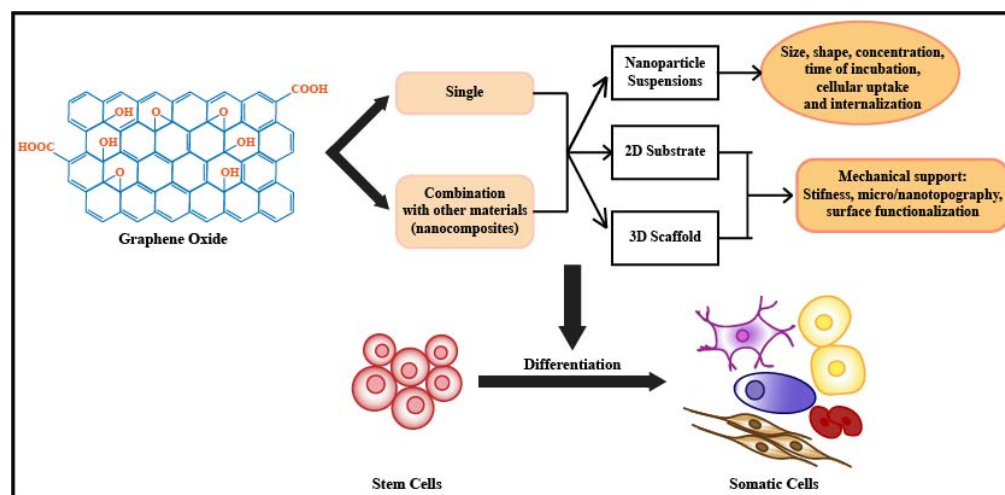 COOH
OH
O
O
HOOC
OH
OH
O
OH
Graphene Oxide
Single
Combination
with other materials
(nanocomposites)
Nanoparticle
Suspensions
2D Substrate
3D Scaffold
Size, shape, concentration,
time of incubation,
cellular uptake
and internalization
Mechanical support:
Stifness, micro/nanotopography,
surface functionalization
Differentiation
Stem Cells
Somatic Cells